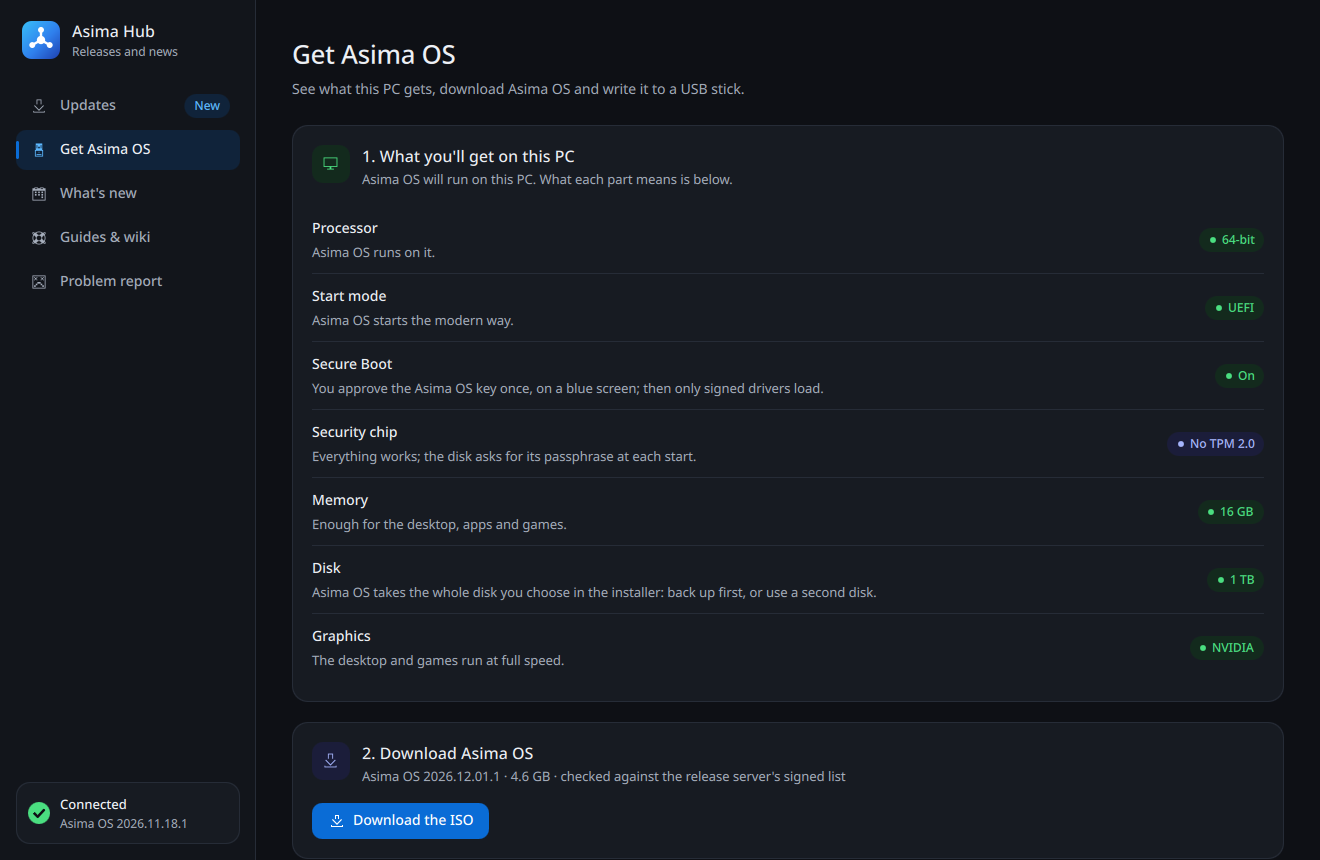 Asima Hub
Releases and news
Updates
New
Get Asima OS
What's new
Guides & wiki
Problem report
Connected
Asima OS 2026.11.18.1
Get Asima OS
See what this PC gets, download Asima OS and write it to a USB stick.
1. What you'll get on this PC
Asima OS will run on this PC. What each part means is below.
Processor
Asima OS runs on it.
64-bit
Start mode
Asima OS starts the modern way.
UEFI
Secure Boot
You approve the Asima OS key once, on a blue screen; then only signed drivers load.
On
Security chip
Everything works; the disk asks for its passphrase at each start.
No TPM 2.0
Memory
Enough for the desktop, apps and games.
16 GB
Disk
Asima OS takes the whole disk you choose in the installer: back up first, or use a second disk.
1 TB
Graphics
The desktop and games run at full speed.
NVIDIA
2. Download Asima OS
Asima OS 2026.12.01.1 · 4.6 GB · checked against the release server's signed list
Download the ISO